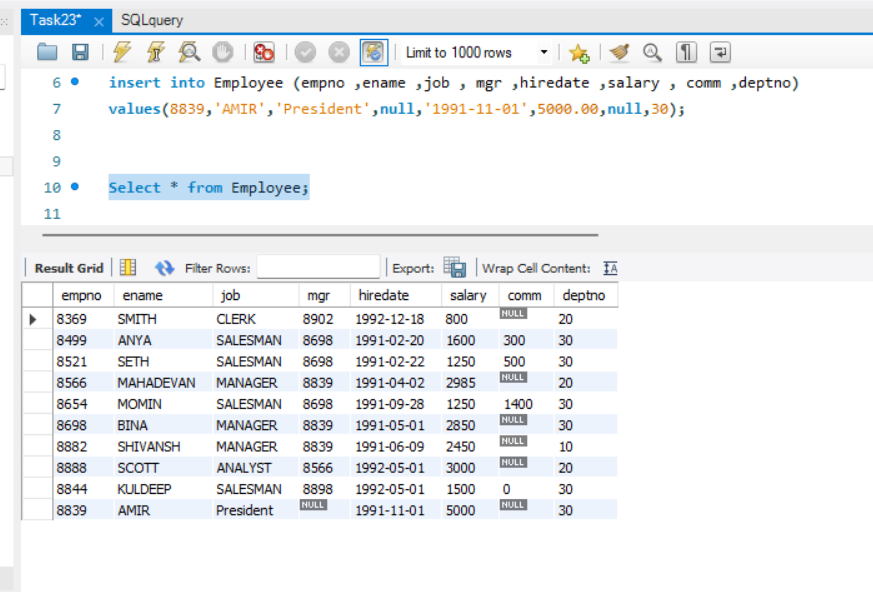 Task23* × SQLquery
Limit to 1000 rows
6 insert into Employee (empno ,ename ,job , mgr ,hiredate ,salary , comm ,deptno)
7 values(8839,'AMIR','President',null,'1991-11-01',5000.00,null,30);
8
9
10 Select * from Employee;
11
Result Grid Filter Rows: Export: Wrap Cell Content: IA
empno ename job mgr hiredate salary comm deptno
8369 SMITH CLERK 8902 1992-12-18 800 NULL 20
8499 ANYA SALESMAN 8698 1991-02-20 1600 300 30
8521 SETH SALESMAN 8698 1991-02-22 1250 500 30
8566 MAHADEVAN MANAGER 8839 1991-04-02 2985 NULL 20
8654 MOMIN SALESMAN 8698 1991-09-28 1250 1400 30
8698 BINA MANAGER 8839 1991-05-01 2850 NULL 30
8882 SHIVANSH MANAGER 8839 1991-06-09 2450 NULL 10
8888 SCOTT ANALYST 8566 1992-05-01 3000 NULL 20
8844 KULDEEP SALESMAN 8898 1992-05-01 1500 0 30
8839 AMIR President NULL 1991-11-01 5000 NULL 30